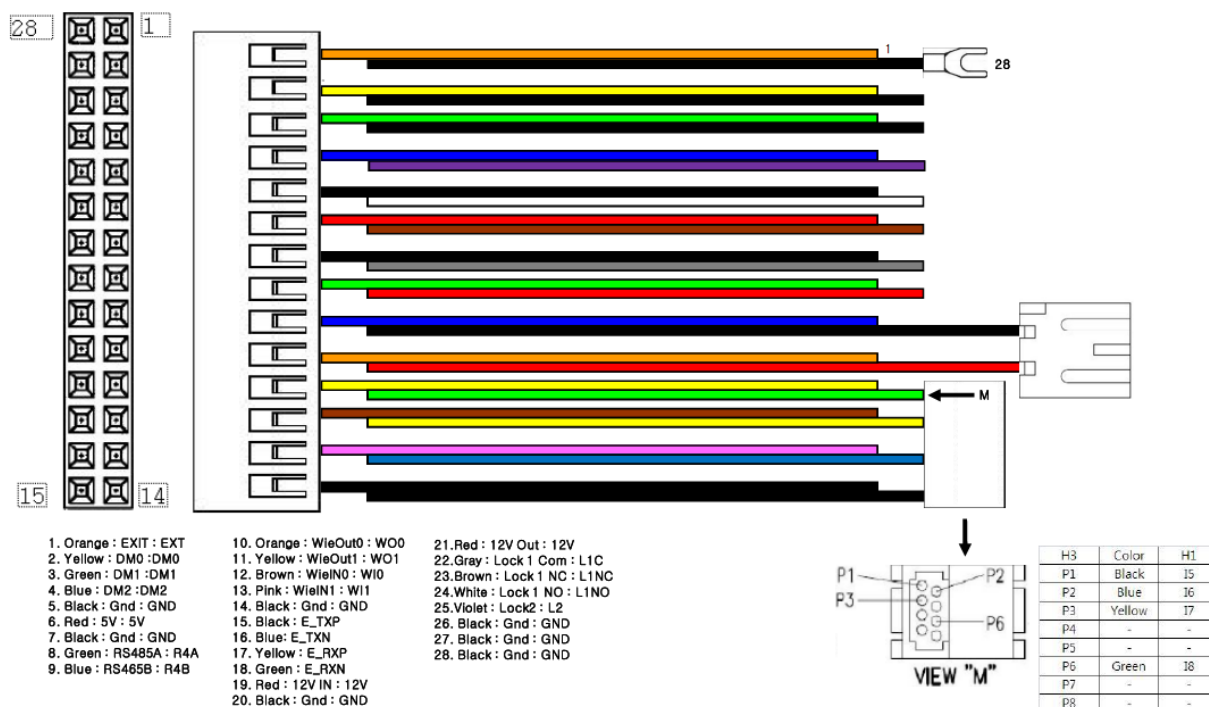 28
1
1
28
M
15
14
1. Orange : EXIT : EXT
2. Yellow : DM0 :DM0
3. Green : DM1 :DM1
4. Blue : DM2 :DM2
5. Black : Gnd : GND
6. Red : 5V : 5V
7. Black : Gnd : GND
8. Green : RS485A : R4A
9. Blue : RS465B : R4B
10. Orange : WieOut0 : WO0
11. Yellow : WieOut1 : WO1
12. Brown : WieIN0 : WI0
13. Pink : WieIN1 : WI1
14. Black : Gnd : GND
15. Black : E_TXP
16. Blue: E_TXN
17. Yellow : E_RXP
18. Green : E_RXN
19. Red : 12V IN : 12V
20. Black : Gnd : GND
21.Red : 12V Out : 12V
22.Gray : Lock 1 Com : L1C
23.Brown : Lock 1 NC : L1NC
24.White : Lock 1 NO : L1NO
25.Violet : Lock2 : L2
26. Black : Gnd : GND
27. Black : Gnd : GND
28. Black : Gnd : GND
P1
P2
P3
P6
VIEW "M"
H3 Color H1
P1 Black I5
P2 Blue I6
P3 Yellow I7
P4 - -
P5 - -
P6 Green I8
P7 - -
P8 - -